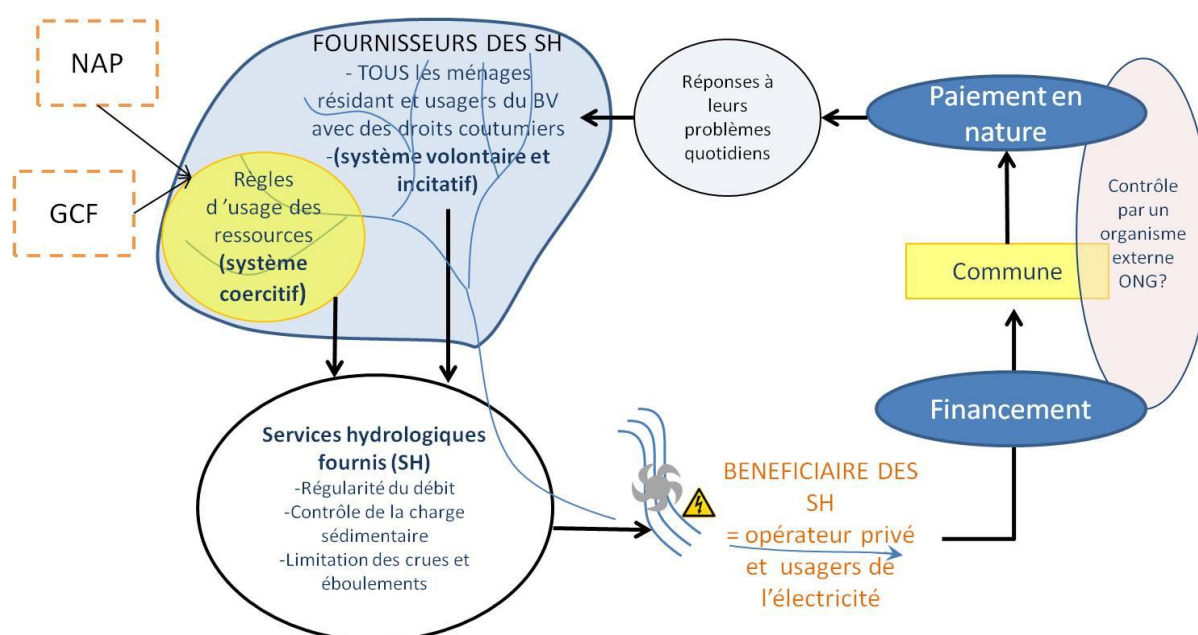 NAP
GCF
FOURNISSEURS DES SH
- TOUS les ménages
résidant et usagers du BV
avec des droits coutumiers
-(système volontaire et
incitatif)
Règles
d ’usage des
ressources
(système
coercitif)
Réponses à
leurs
problèmes
quotidiens
Paiement en
nature
Contrôle
par un
organisme
externe
ONG?
Commune
Financement
Services hydrologiques
fournis (SH)
-Régularité du débit
-Contrôle de la charge
sédimentaire
-Limitation des crues et
éboulements
BENEFICIAIRE DES
SH
= opérateur privé
et usagers de
l’électricité